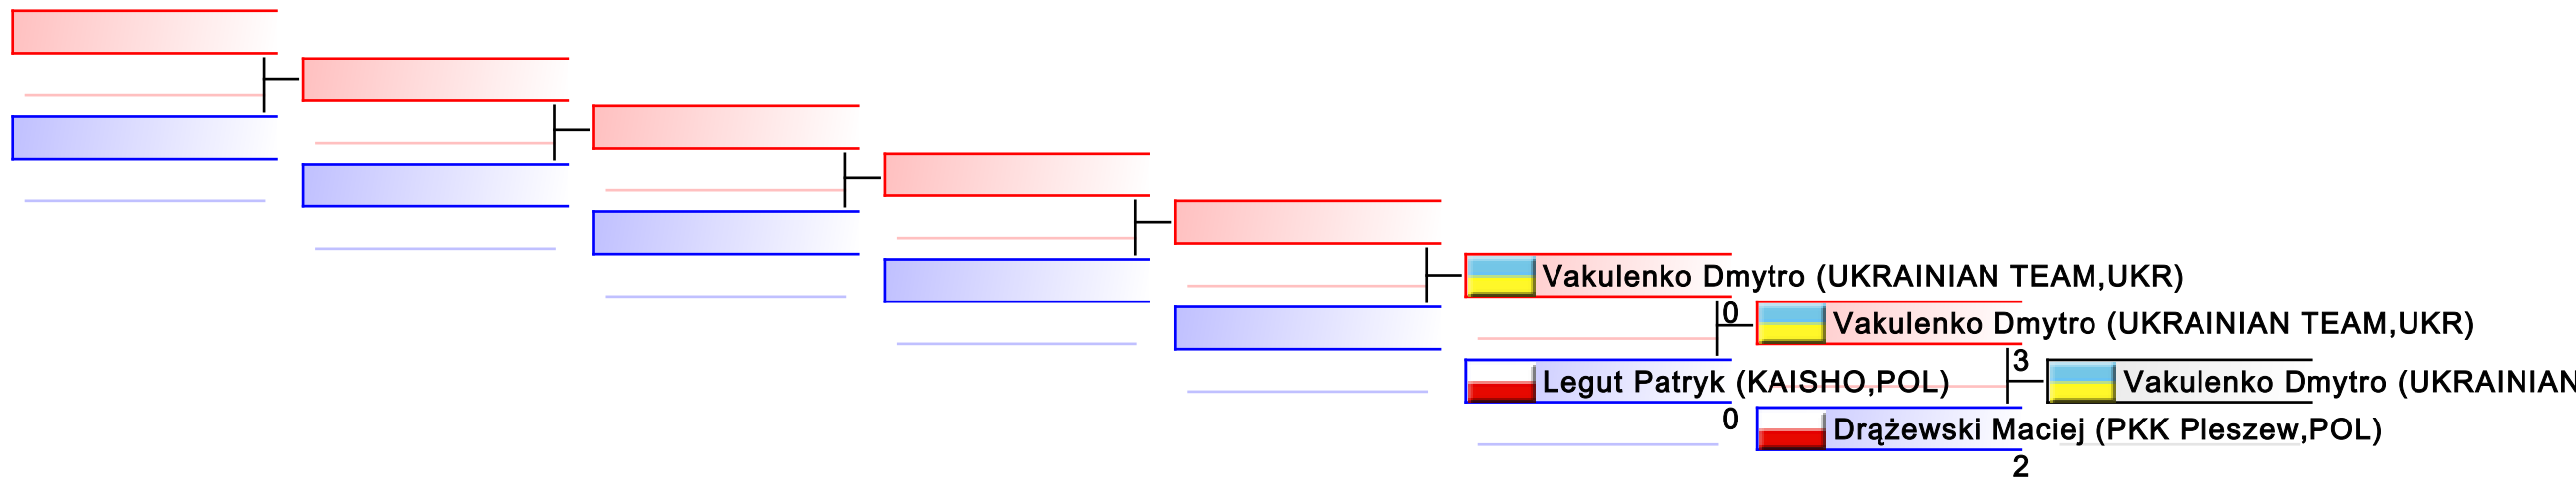 Vakulenko Dmytro (UKRAINIAN TEAM,UKR)
0
Vakulenko Dmytro (UKRAINIAN TEAM,UKR)
3
Legut Patryk (KAISHO,POL)
Vakulenko Dmytro (UKRAINIAN
0
Drążewski Maciej (PKK Pleszew,POL)
2